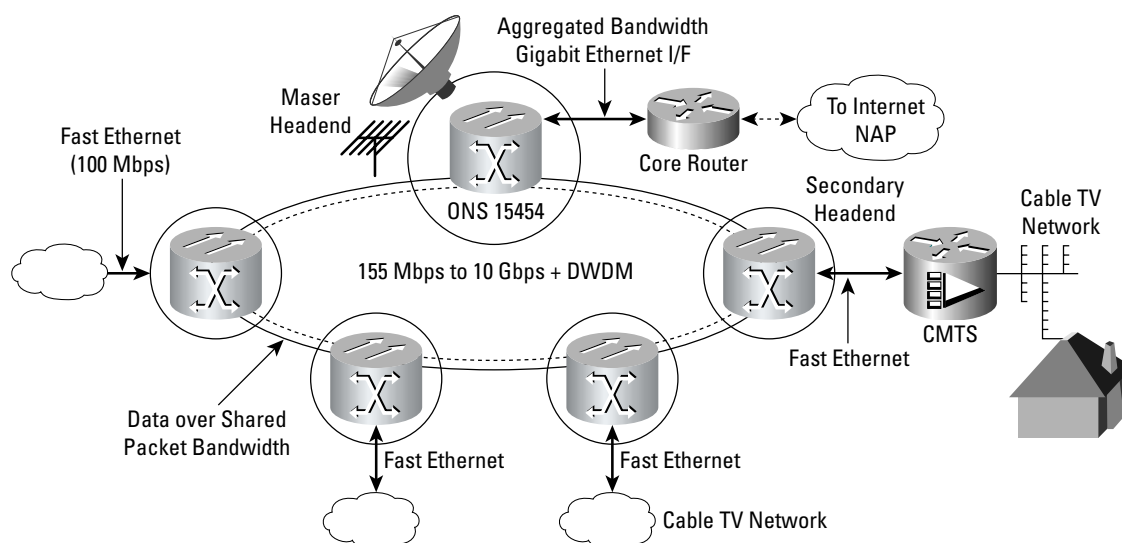 Aggregated Bandwidth
Gigabit Ethernet I/F
Maser
Headend
Fast Ethernet
(100 Mbps)
To Internet
NAP
Core Router
ONS 15454
Secondary
Headend
Cable TV
Network
155 Mbps to 10 Gbps + DWDM
CMTS
Fast Ethernet
Data over Shared
Packet Bandwidth
Fast Ethernet
Fast Ethernet
Cable TV Network